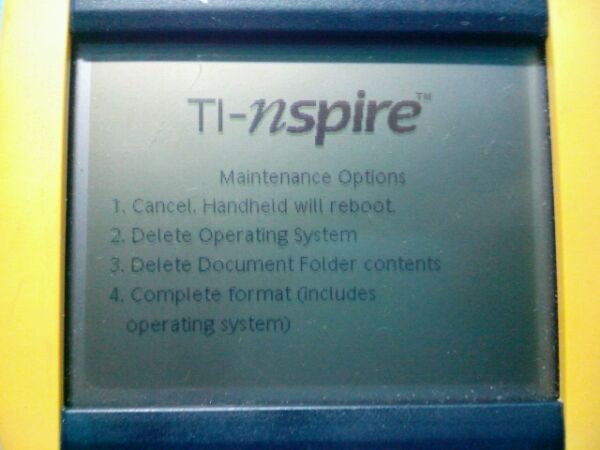 TI-nspire™
Maintenance Options
1. Cancel. Handheld will reboot.
2. Delete Operating System
3. Delete Document Folder contents
4. Complete format (includes
operating system)